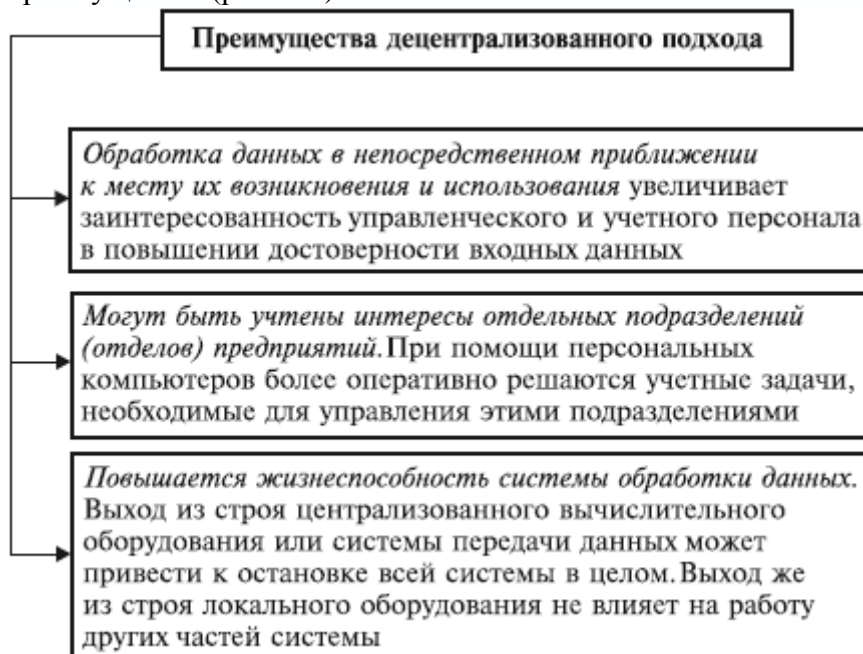 Преимущества децентрализованного подхода
Обработка данных в непосредственном приближении
к месту их возникновения и использования увеличивает
заинтересованность управленческого и учетного персонала
в повышении достоверности входных данных
Могут быть учтены интересы отдельных подразделений
(отделов) предприятий. При помощи персональных
компьютеров более оперативно решаются учетные задачи,
необходимые для управления этими подразделениями
Повышается жизнеспособность системы обработки данных.
Выход из строя централизованного вычислительного
оборудования или системы передачи данных может
привести к остановке всей системы в целом. Выход же
из строя локального оборудования не влияет на работу
других частей системы